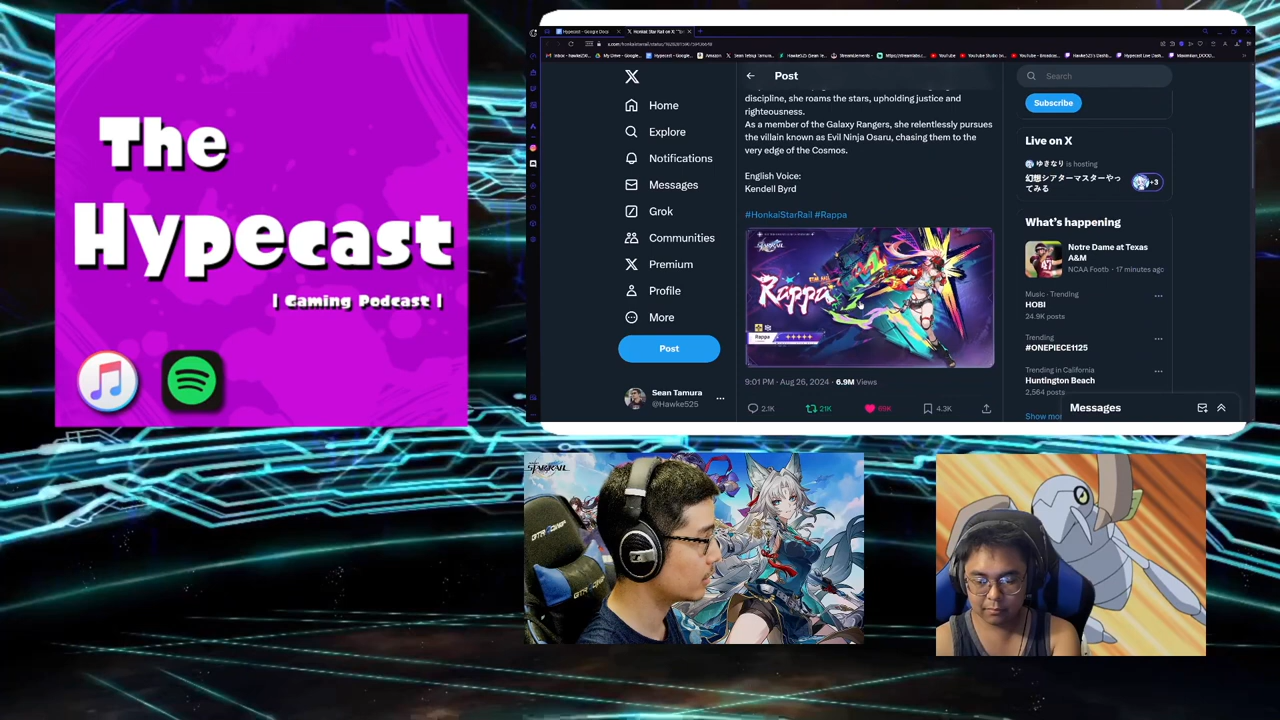 The
Hypecast
| Gaming Podcast |
Post
Search
Subscribe
Home
Explore
Notifications
Messages
Grok
Communities
Premium
Profile
More
Post
Sean Tamura
@Hawke525
discipline, she roams the stars, upholding justice and
righteousness.
As a member of the Galaxy Rangers, she relentlessly pursues
the villain known as Evil Ninja Osaru, chasing them to the
very edge of the Cosmos.
English Voice:
Kendell Byrd
#HonkaiStarRail #Rappa
Rappa
Rappa
9:01 PM · Aug 26, 2024 · 6.9M Views
2.1K
21K
69K
4.3K
Live on X
ゆきなり is hosting
幻想シアターマスターやっ
てみる
+3
What's happening
Notre Dame at Texas
A&M
NCAA Footb · 17 minutes ago
Music · Trending
HOBI
24.9K posts
Trending
#ONEPIECE1125
Trending in California
Huntington Beach
2,564 posts
Show mor
Messages
STARRAIL